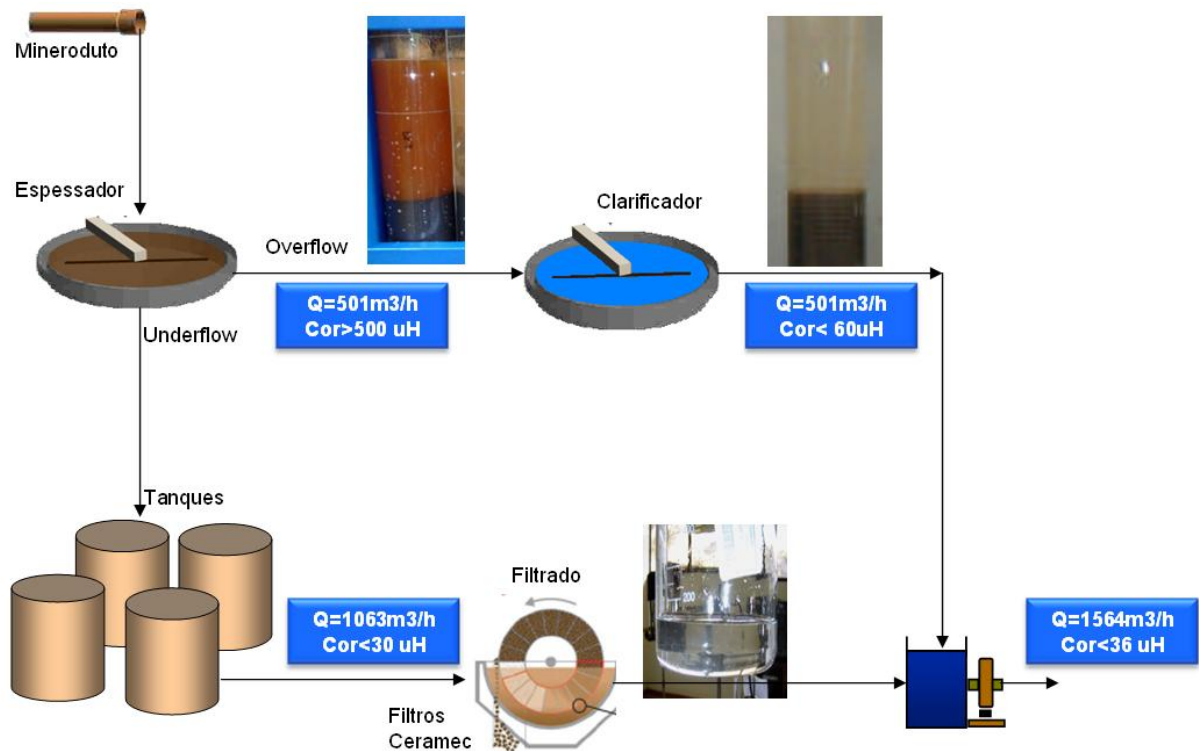 Mineroduto
Espessador
Overflow
Clarificador
Q=501m3/h
Cor>500 uH
Q=501m3/h
Cor< 60uH
Underflow
Tanques
Filtrado
Q=1063m3/h
Cor<30 uH
200
Q=1564m3/h
Cor<36 uH
Filtros
Ceramec